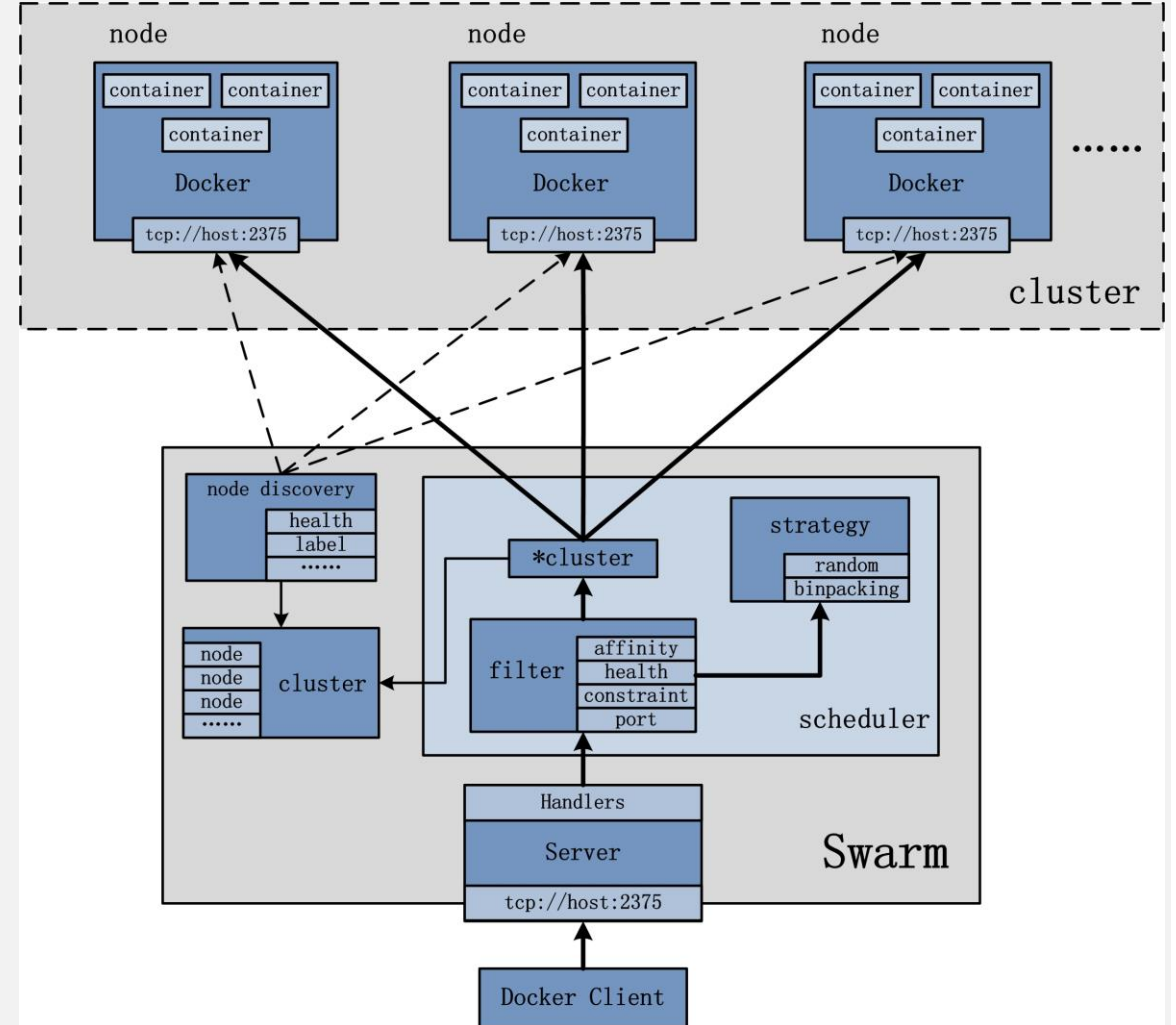 node
node
node
container
container
container
Docker
tcp://host:2375
container
container
container
Docker
tcp://host:2375
container
container
container
Docker
tcp://host:2375
……
cluster
node discovery
health
label
……
node
node
node
……
cluster
*cluster
strategy
random
binpacking
filter
affinity
health
constraint
port
scheduler
Handlers
Server
tcp://host:2375
Swarm
Docker Client